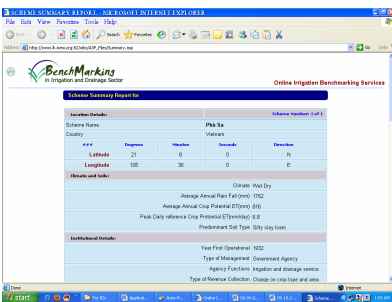 SCHEME SUMMARY REPORT - MICROSOFT INTERNET EXPLORER
File Edit View Favorites Tools Help
Back Search Favorites
Address Go Links
BenchMarking
in Irrigation and Drainage Sector
Online Irrigation Benchmarking Services
Scheme Summary Report for
Location Details: Scheme Number: 1 of 1
Scheme Name Phù Sa
Country Vietnam
### Degrees Minutes Seconds Direction
Latitude 21 8 0 N
Longitude 105 30 0 E
Climate and Soils:
Climate Wet Dry
Average Annual Rain Fall (mm) 1752
Average Annual Crop Potential ET(mm) 816
Peak Daily reference Crop Potential ET(mm/day) 6.8
Predominant Soil Type Silty clay loam
Institutional Details:
Year First Operational 1932
Type of Management Government Agency
Agency Functions Irrigation and drainage service
Type of Revenue Collection Charge on crop type and area
Done Internet
start